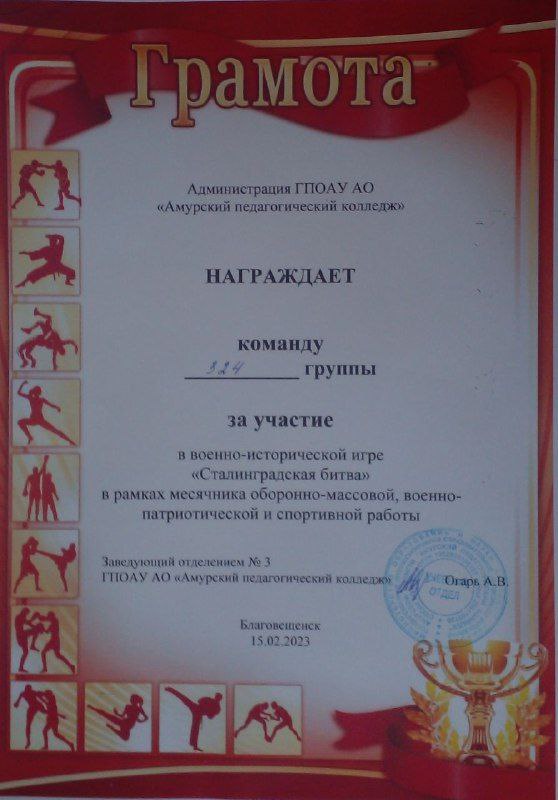 Грамота
Администрация ГПОАУ АО
«Амурский педагогический колледж»
НАГРАЖДАЕТ
команду
324 группы
за участие
в военно-исторической игре
«Сталинградская битва»
в рамках месячника оборонно-массовой, военно-
патриотической и спортивной работы
Заведующий отделением № 3
ГПОАУ АО «Амурский педагогический колледж» Огарь А.В.
ОТДЕЛ
Благовещенск
15.02.2023